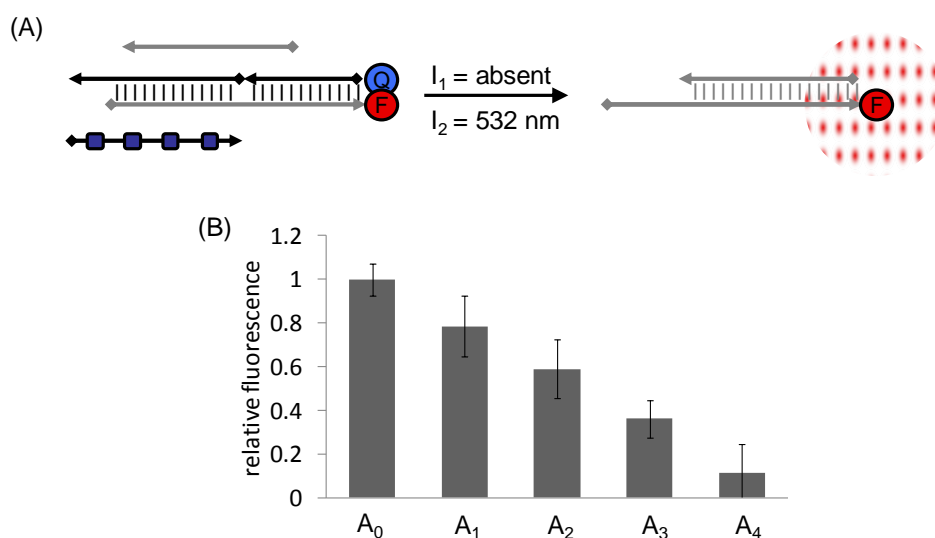 (A)
Q
F
I₁ = absent
I₂ = 532 nm
F
(B)
relative fluorescence
1.2
1
0.8
0.6
0.4
0.2
0
A₀ A₁ A₂ A₃ A₄